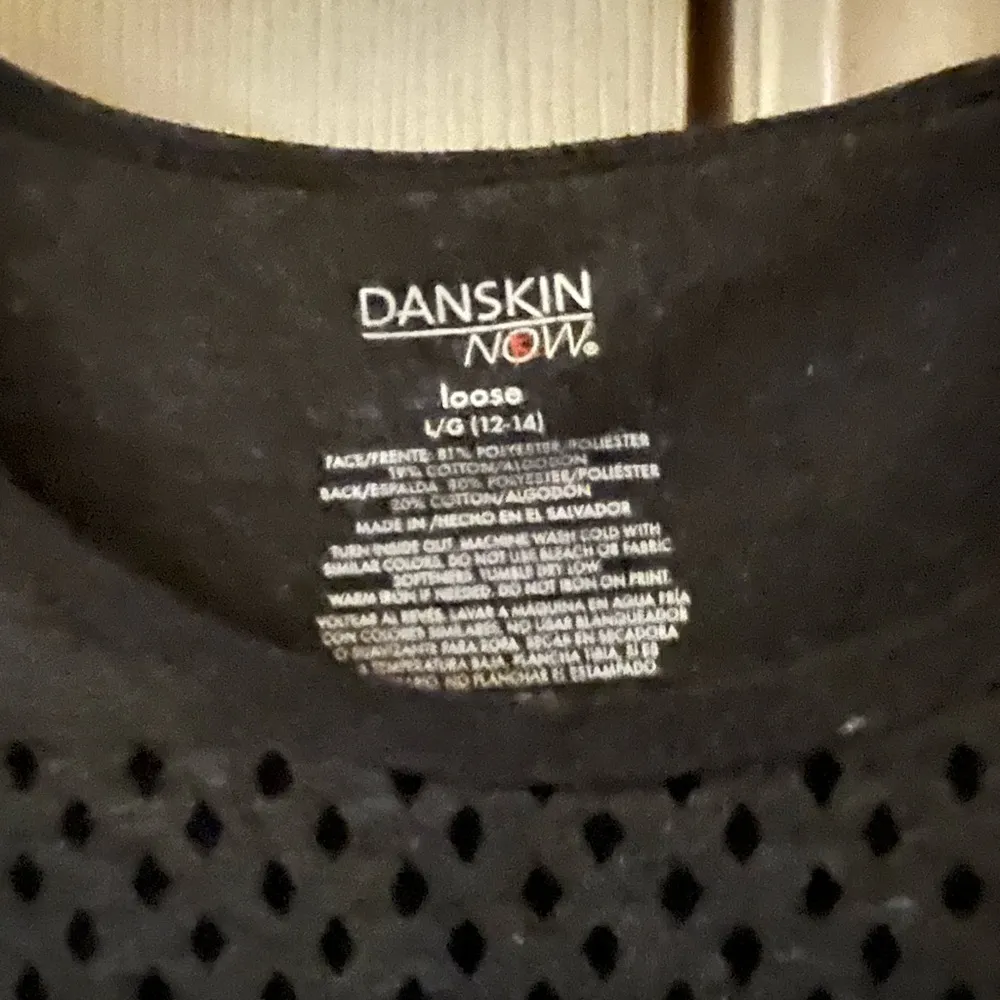 DANSKIN
NOW®
loose
L/G (12-14)
FACE/FRENTE: 81% POLYESTER/POLIESTER
19% COTTON/ALGODON
BACK/ESPALDA 80% POLYESTER/POLIESTER
20% COTTON/ALGODON
MADE IN /HECHO EN EL SALVADOR
TURN INSIDE OUT. MACHINE WASH COLD WITH
SIMILAR COLORS. DO NOT USE BLEACH OR FABRIC
SOFTENERS. TUMBLE DRY LOW
WARM IRON IF NEEDED. DO NOT IRON ON PRINT.
VOLTEAR AL REVES. LAVAR A MAQUINA EN AGUA FRÍA
CON COLORES SIMILARES. NO USAR BLANQUEADOR
O SUAVIZANTE PARA ROPA. SECAR EN SECADORA
A TEMPERATURA BAJA. PLANCHA TIBIA, SI ES
NO PLANCHAR EL ESTAMPADO.